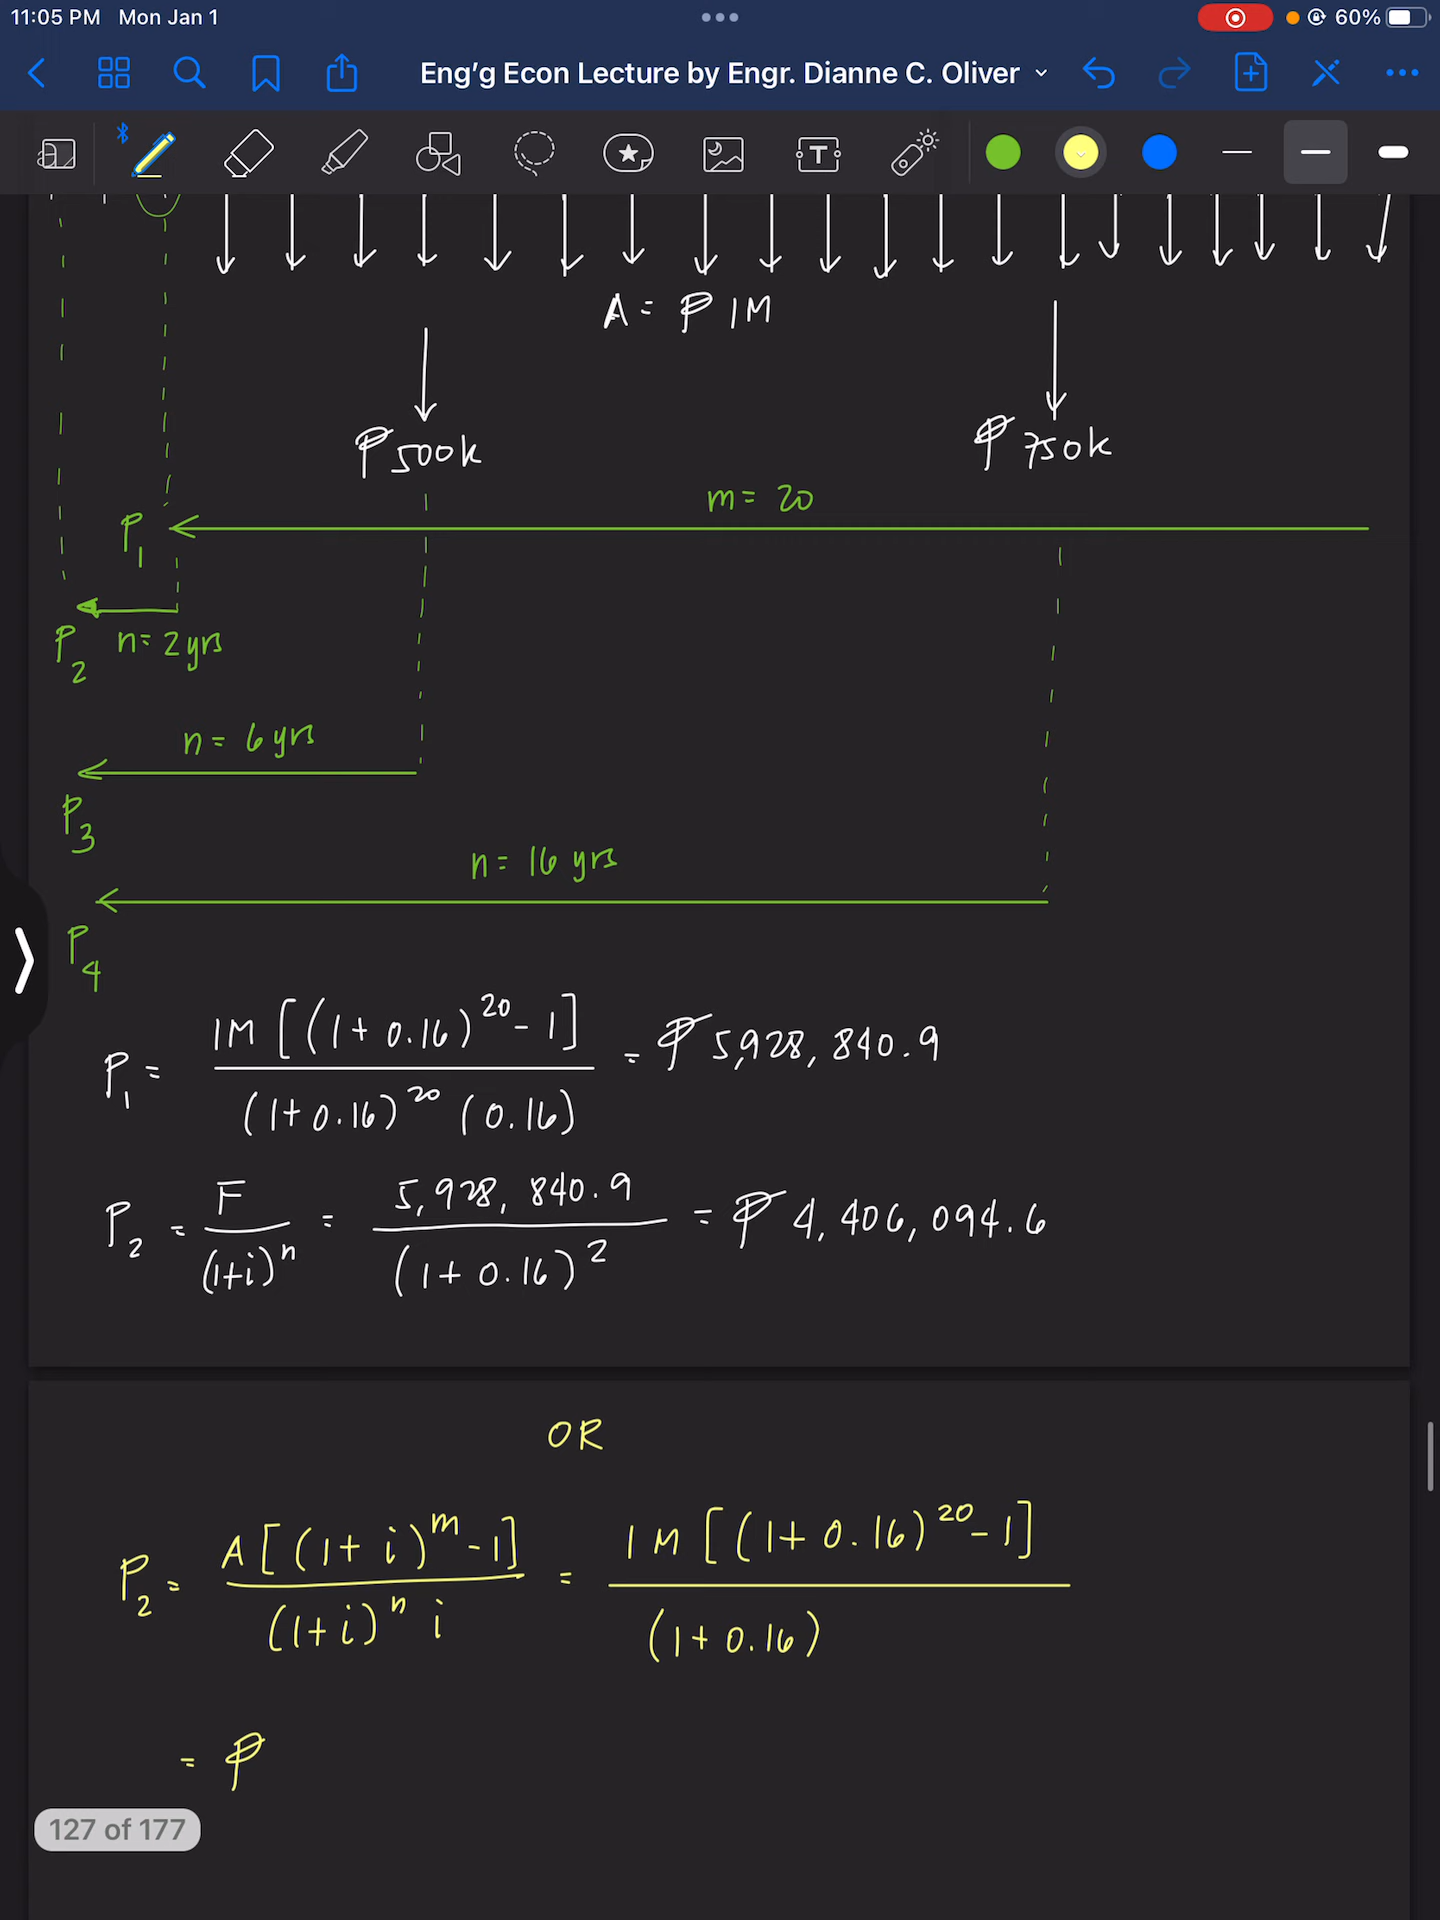 11:05 PM Mon Jan 1
60%
Eng’g Econ Lecture by Engr. Dianne C. Oliver
A = ₱ 1M
₱500k
₱750k
m = 20
P₁
P₂ n = 2 yrs
n = 6 yrs
P₃
n = 16 yrs
P₄
P₁ = 1M [(1 + 0.16)²⁰ - 1] / (1 + 0.16)²⁰ (0.16) = ₱ 5,928,840.9
P₂ = F / (1+i)ⁿ = 5,928,840.9 / (1 + 0.16)² = ₱ 4,406,094.6
OR
P₂ = A [(1 + i)ᵐ - 1] / (1 + i)ⁿ i = 1M [(1 + 0.16)²⁰ - 1] / (1 + 0.16)
= ₱
127 of 177